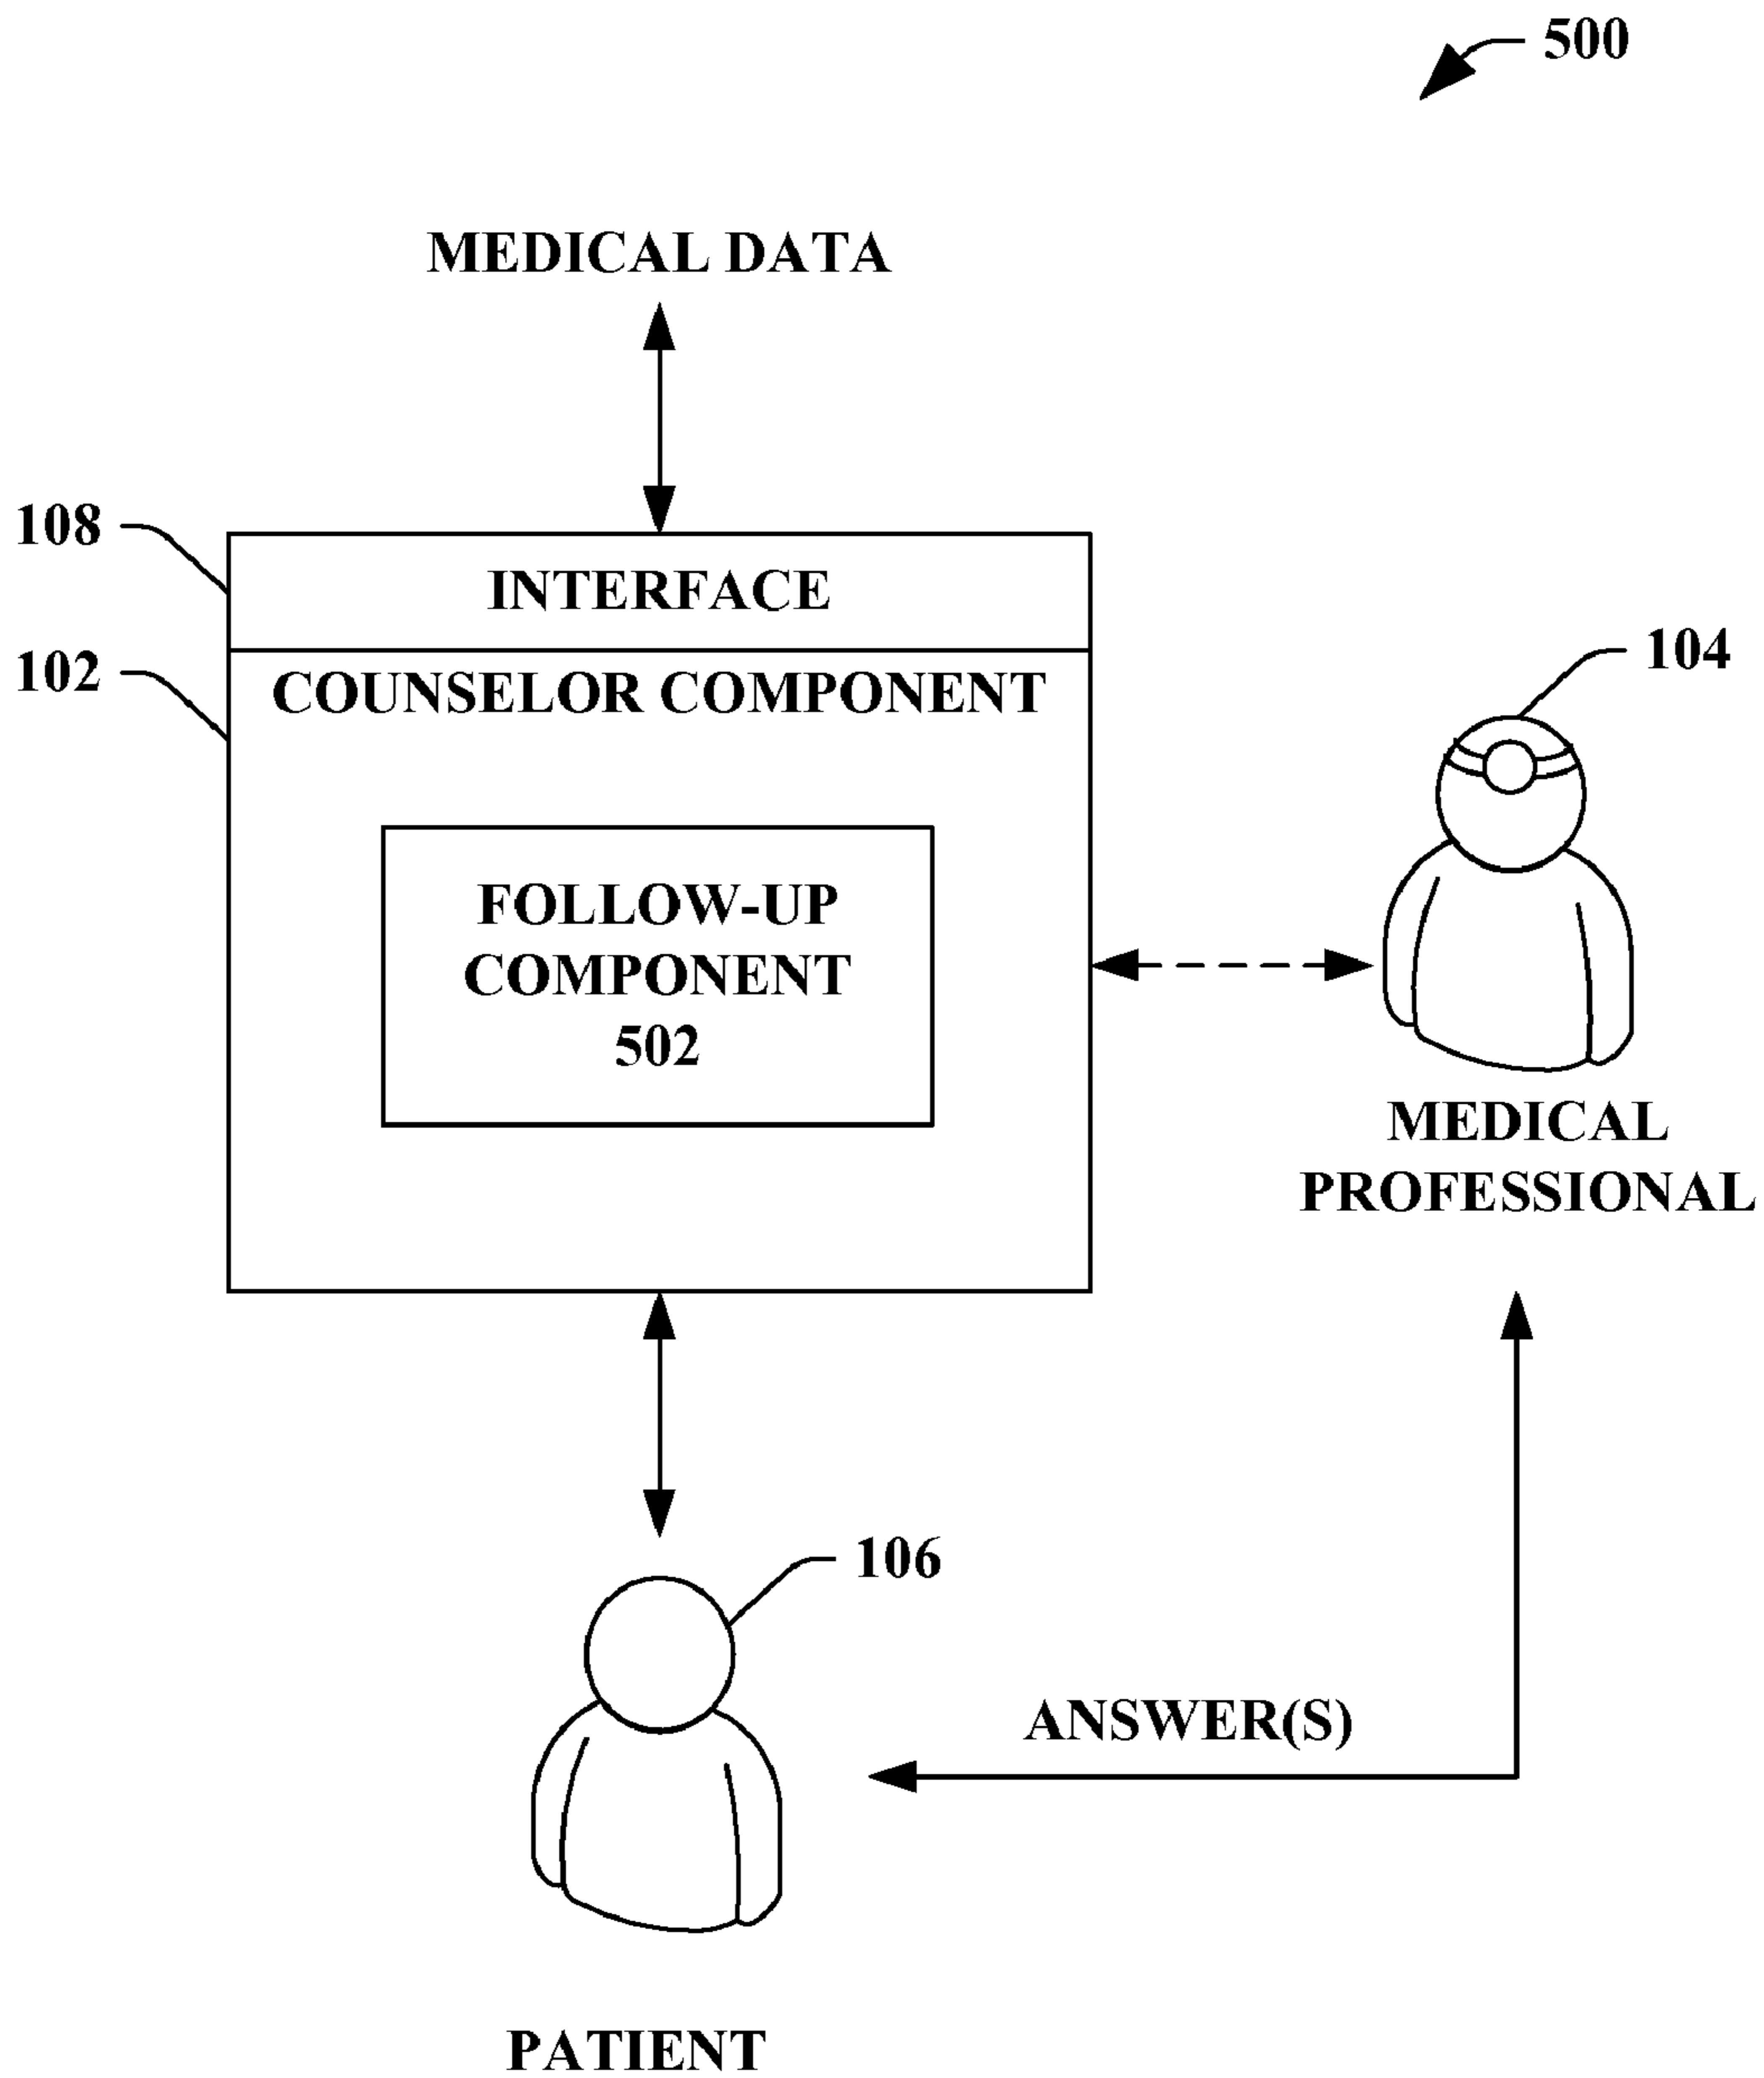 500
MEDICAL DATA
108
INTERFACE
102
COUNSELOR COMPONENT
104
FOLLOW-UP
COMPONENT
502
MEDICAL
PROFESSIONAL
106
ANSWER(S)
PATIENT